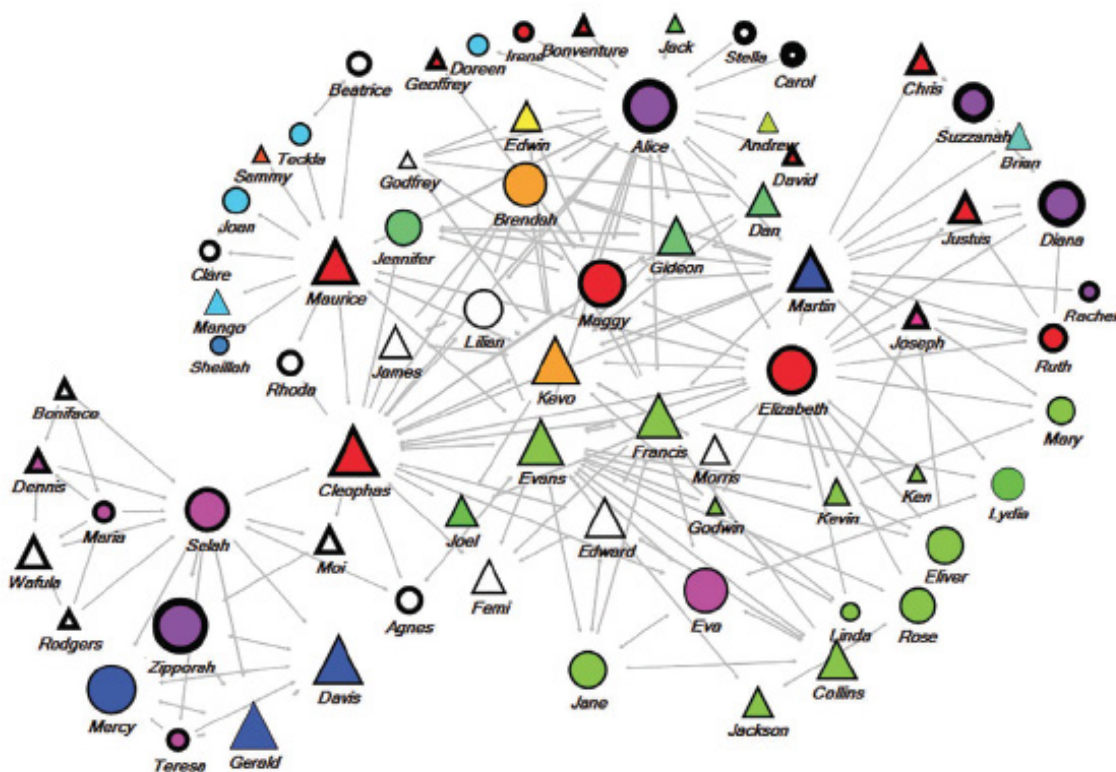 Jack
Irene
Bonventure
Stella
Doreen
Carol
Geoffrey
Beatrice
Chris
Suzzanah
Andrew
Edwin
Alice
Teckla
Brian
Godfrey
Sammy
David
Brendah
Joan
Dan
Justus
Diana
Jennifer
Gideon
Clare
Maurice
Martin
Rachel
Maggy
Mango
Lillian
Joseph
Ruth
Sheillah
James
Rhoda
Kevo
Elizabeth
Boniface
Mary
Francis
Evans
Morris
Cleophas
Dennis
Ken
Lydia
Maria
Selah
Godwin
Kevin
Joel
Edward
Moi
Wafula
Eliver
Femi
Agnes
Eva
Linda
Rose
Rodgers
Zipporah
Davis
Jane
Collins
Mercy
Jackson
Teresa
Gerald